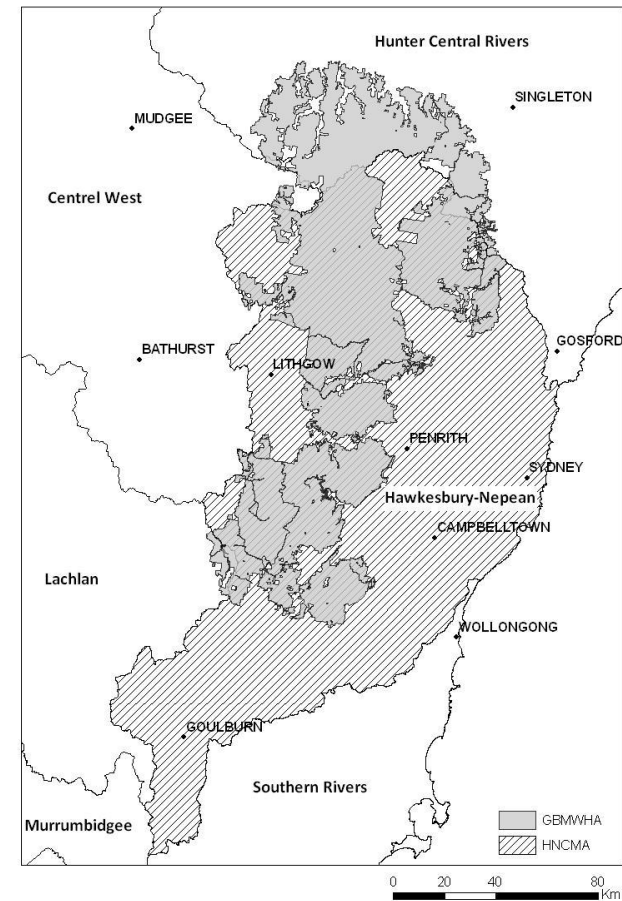 Hunter Central Rivers
SINGLETON
MUDGEE
Centrel West
GOSFORD
BATHURST
LITHGOW
PENRITH
SYDNEY
Hawkesbury-Nepean
CAMPBELLTOWN
Lachlan
WOLLONGONG
GOULBURN
Southern Rivers
Murrumbidgee
GBMWHA
HNCMA
0 20 40 80
Km